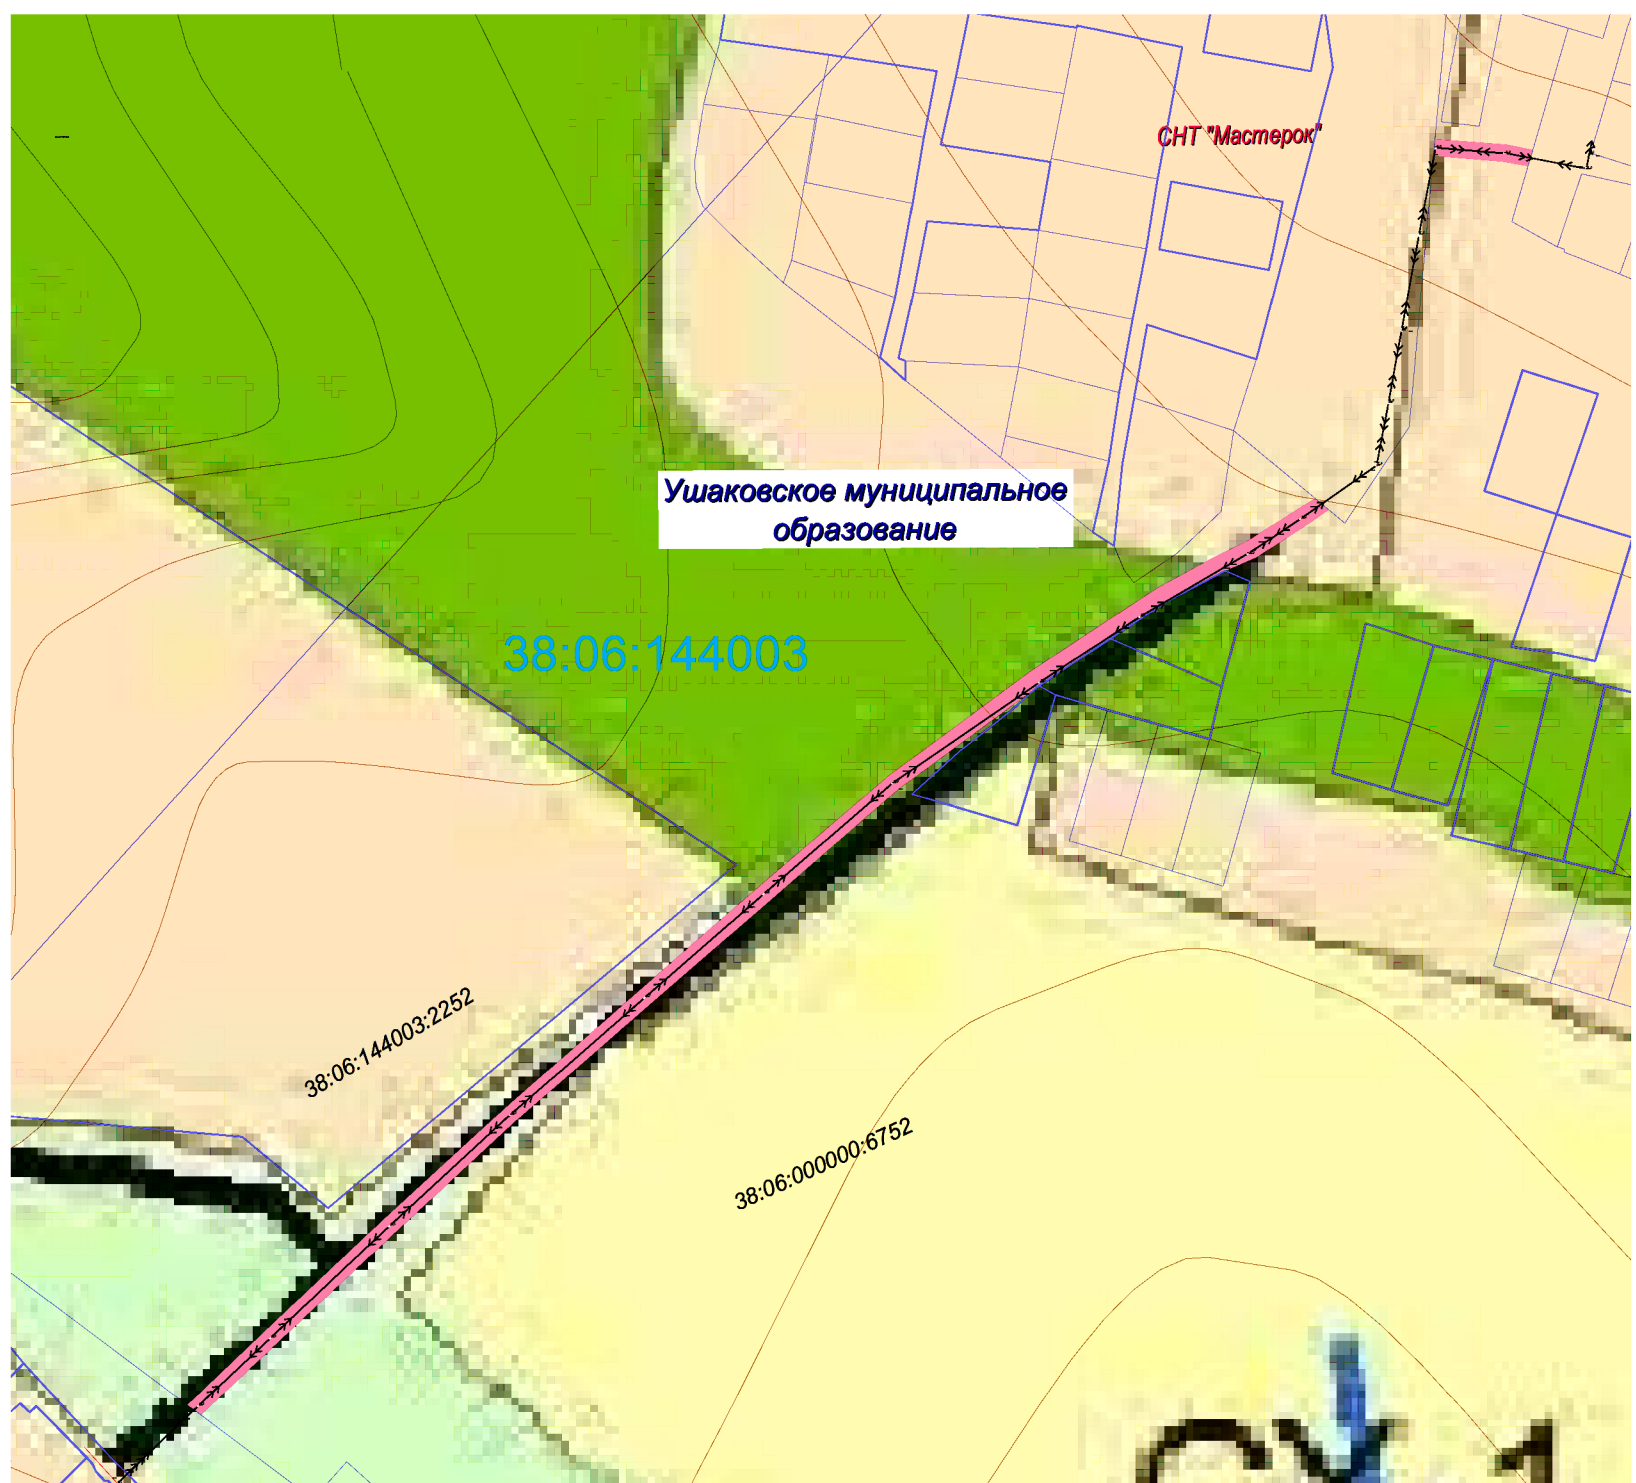 СНТ "Мастерок"
Ушаковское муниципальное
образование
38:06:144003
38:06:144003:2252
38:06:000000:6752